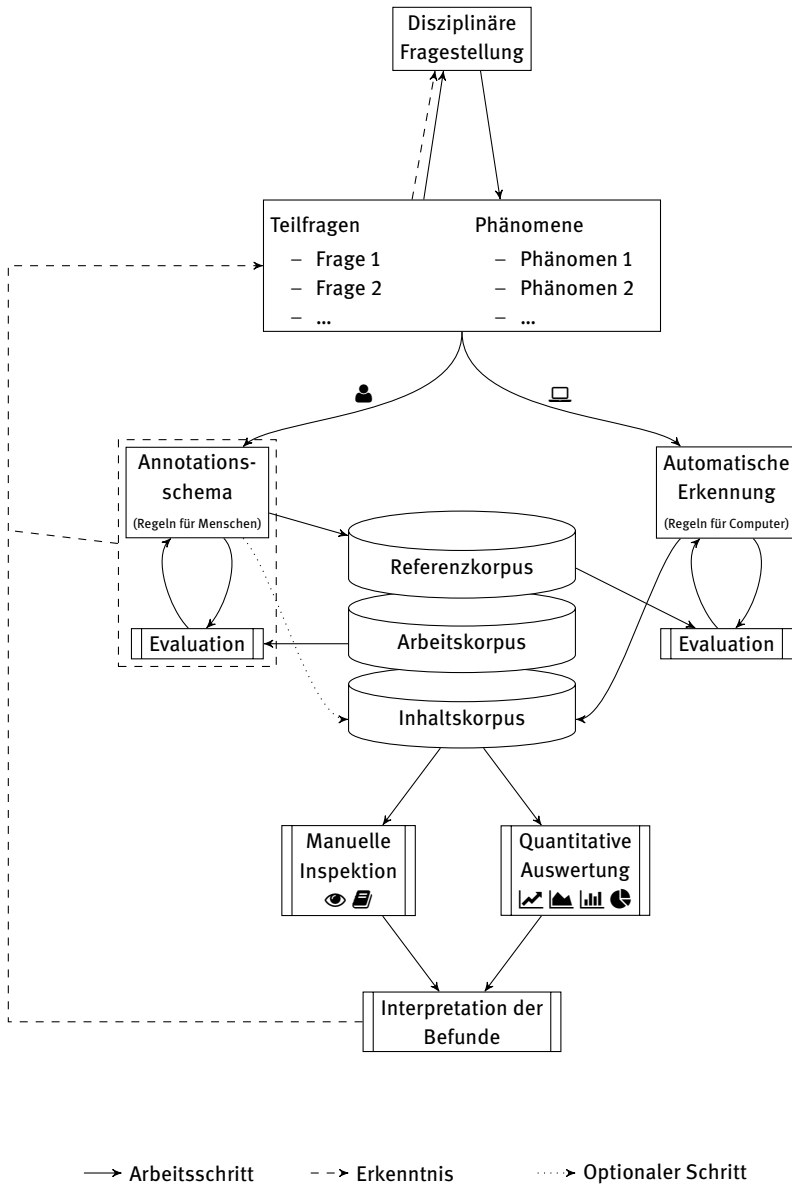 Disziplinäre
Fragestellung
Teilfragen
– Frage 1
– Frage 2
– ...
Phänomene
– Phänomen 1
– Phänomen 2
– ...
Annotations-
schema
(Regeln für Menschen)
Automatische
Erkennung
(Regeln für Computer)
Referenzkorpus
Arbeitskorpus
Inhaltskorpus
Evaluation
Evaluation
Manuelle
Inspektion
Quantitative
Auswertung
Interpretation der
Befunde
Arbeitsschritt
Erkenntnis
Optionaler Schritt